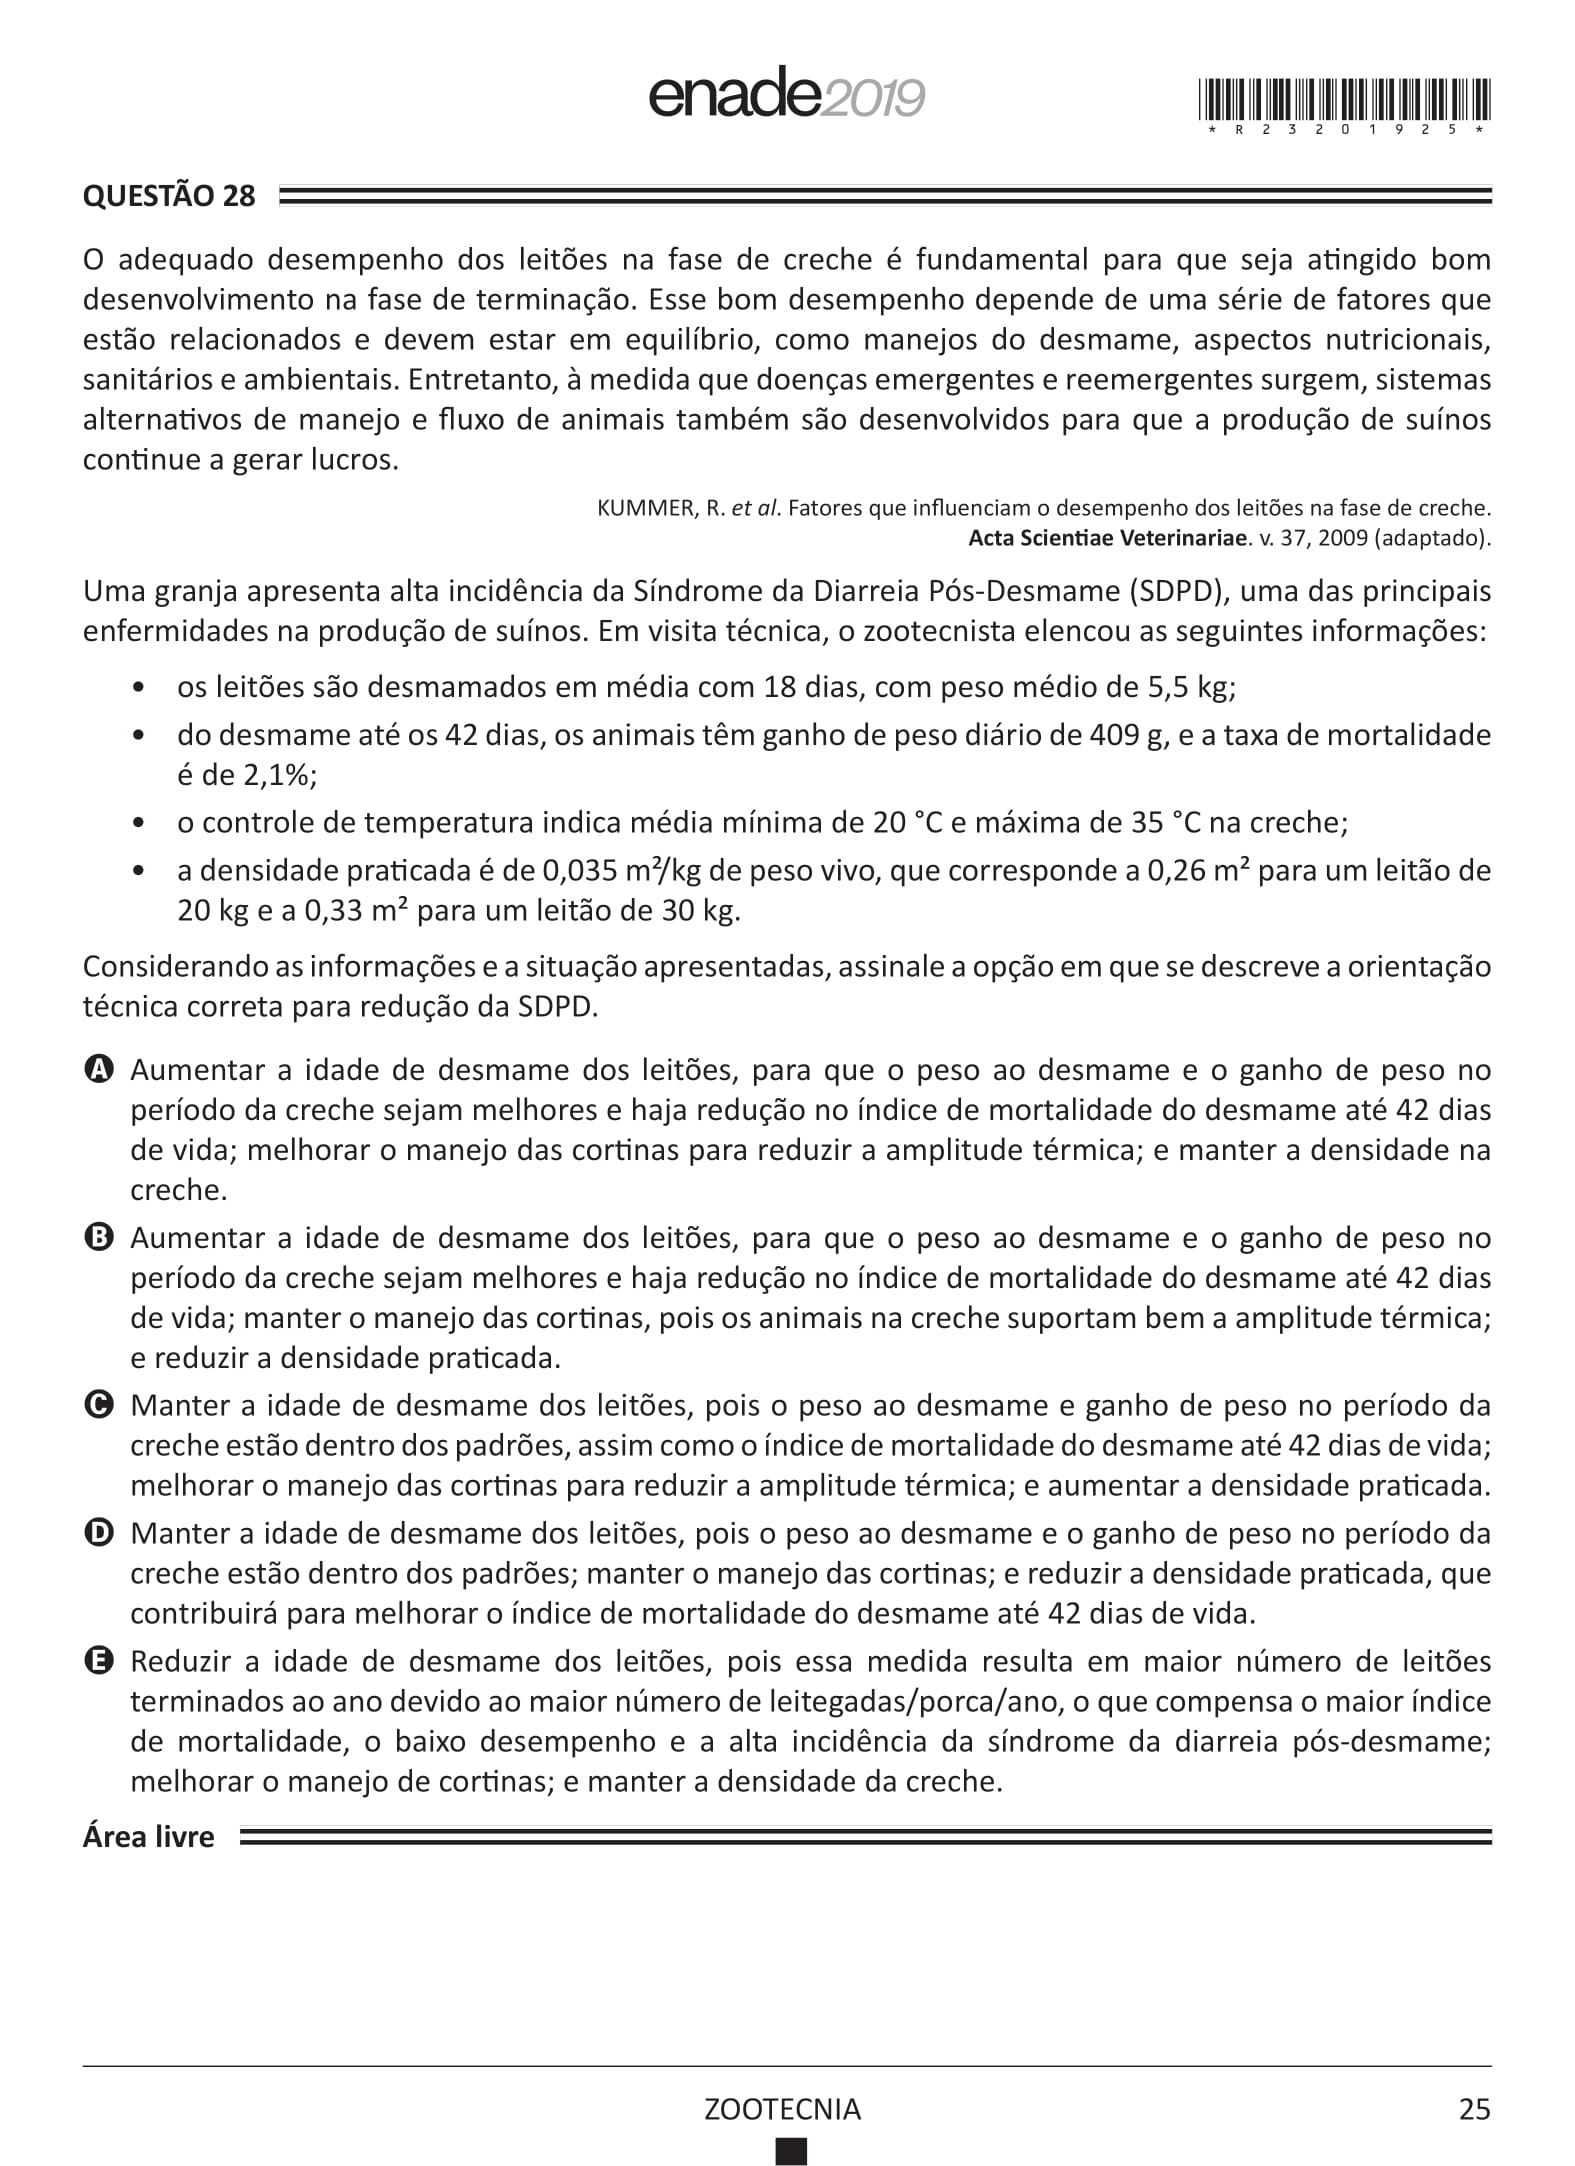 enade2019
*R23201925*
QUESTÃO 28
O adequado desempenho dos leitões na fase de creche é fundamental para que seja atingido bom
desenvolvimento na fase de terminação. Esse bom desempenho depende de uma série de fatores que
estão relacionados e devem estar em equilíbrio, como manejos do desmame, aspectos nutricionais,
sanitários e ambientais. Entretanto, à medida que doenças emergentes e reemergentes surgem, sistemas
alternativos de manejo e fluxo de animais também são desenvolvidos para que a produção de suínos
continue a gerar lucros.
KUMMER, R. et al. Fatores que influenciam o desempenho dos leitões na fase de creche.
Acta Scientiae Veterinariae. v. 37, 2009 (adaptado).
Uma granja apresenta alta incidência da Síndrome da Diarreia Pós-Desmame (SDPD), uma das principais
enfermidades na produção de suínos. Em visita técnica, o zootecnista elencou as seguintes informações:
• os leitões são desmamados em média com 18 dias, com peso médio de 5,5 kg;
• do desmame até os 42 dias, os animais têm ganho de peso diário de 409 g, e a taxa de mortalidade
é de 2,1%;
• o controle de temperatura indica média mínima de 20 °C e máxima de 35 °C na creche;
• a densidade praticada é de 0,035 m²/kg de peso vivo, que corresponde a 0,26 m² para um leitão de
20 kg e a 0,33 m² para um leitão de 30 kg.
Considerando as informações e a situação apresentadas, assinale a opção em que se descreve a orientação
técnica correta para redução da SDPD.
A Aumentar a idade de desmame dos leitões, para que o peso ao desmame e o ganho de peso no
período da creche sejam melhores e haja redução no índice de mortalidade do desmame até 42 dias
de vida; melhorar o manejo das cortinas para reduzir a amplitude térmica; e manter a densidade na
creche.
B Aumentar a idade de desmame dos leitões, para que o peso ao desmame e o ganho de peso no
período da creche sejam melhores e haja redução no índice de mortalidade do desmame até 42 dias
de vida; manter o manejo das cortinas, pois os animais na creche suportam bem a amplitude térmica;
e reduzir a densidade praticada.
C Manter a idade de desmame dos leitões, pois o peso ao desmame e ganho de peso no período da
creche estão dentro dos padrões, assim como o índice de mortalidade do desmame até 42 dias de vida;
melhorar o manejo das cortinas para reduzir a amplitude térmica; e aumentar a densidade praticada.
D Manter a idade de desmame dos leitões, pois o peso ao desmame e o ganho de peso no período da
creche estão dentro dos padrões; manter o manejo das cortinas; e reduzir a densidade praticada, que
contribuirá para melhorar o índice de mortalidade do desmame até 42 dias de vida.
E Reduzir a idade de desmame dos leitões, pois essa medida resulta em maior número de leitões
terminados ao ano devido ao maior número de leitegadas/porca/ano, o que compensa o maior índice
de mortalidade, o baixo desempenho e a alta incidência da síndrome da diarreia pós-desmame;
melhorar o manejo de cortinas; e manter a densidade da creche.
Área livre
ZOOTECNIA
25